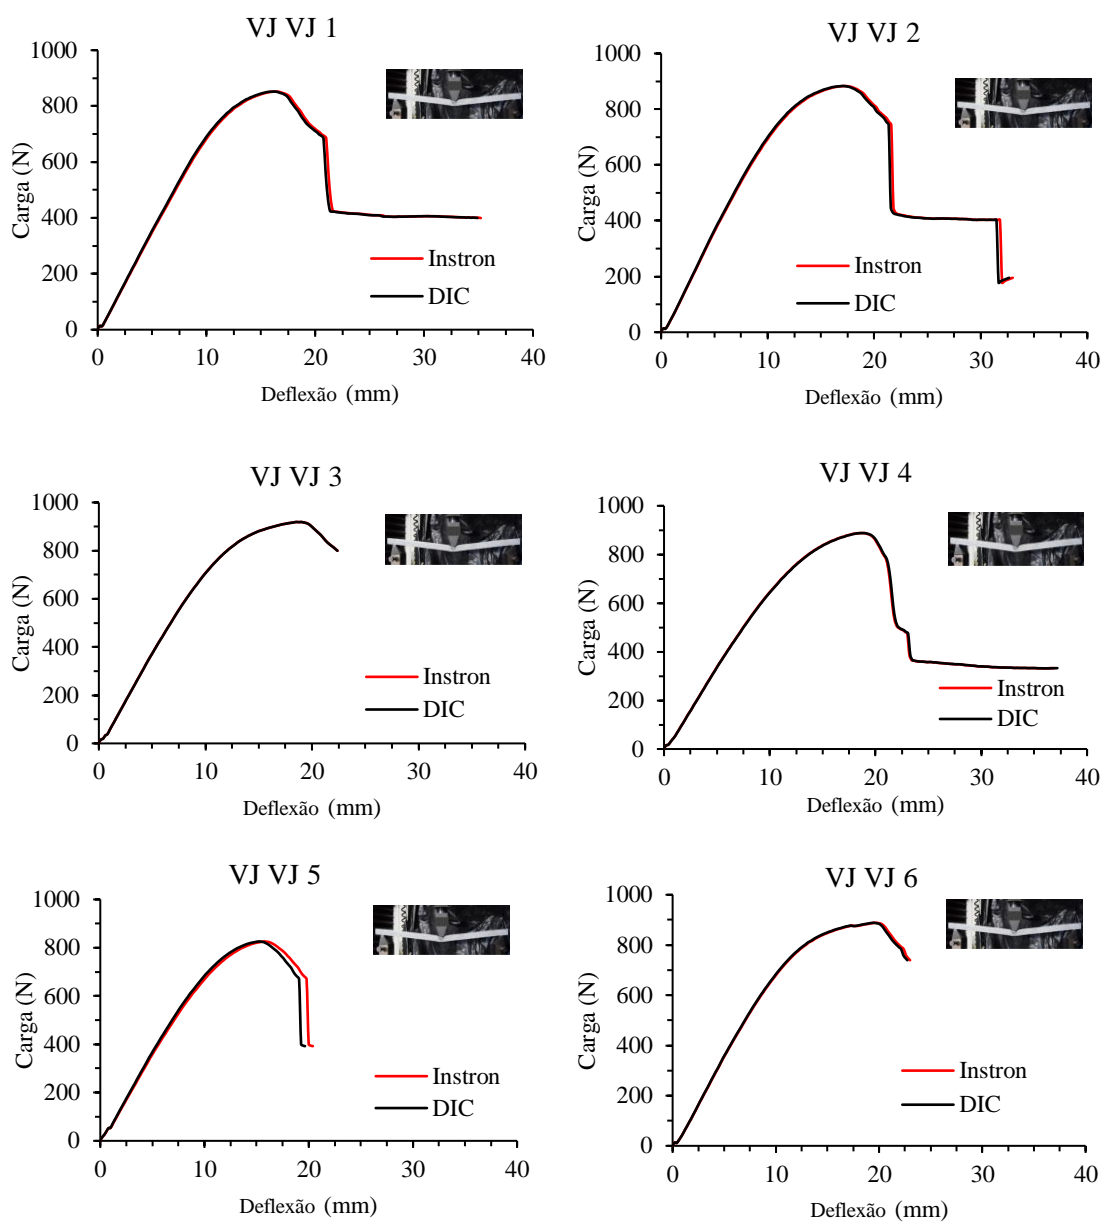 VJ VJ 1
1000
800
600
400
200
0
Carga (N)
Instron
DIC
0 10 20 30 40
Deflexão (mm)
VJ VJ 2
1000
800
600
400
200
0
Carga (N)
Instron
DIC
0 10 20 30 40
Deflexão (mm)
VJ VJ 3
1000
800
600
400
200
0
Carga (N)
Instron
DIC
0 10 20 30 40
Deflexão (mm)
VJ VJ 4
1000
800
600
400
200
0
Carga (N)
Instron
DIC
0 10 20 30 40
Deflexão (mm)
VJ VJ 5
1000
800
600
400
200
0
Carga (N)
Instron
DIC
0 10 20 30 40
Deflexão (mm)
VJ VJ 6
1000
800
600
400
200
0
Carga (N)
Instron
DIC
0 10 20 30 40
Deflexão (mm)